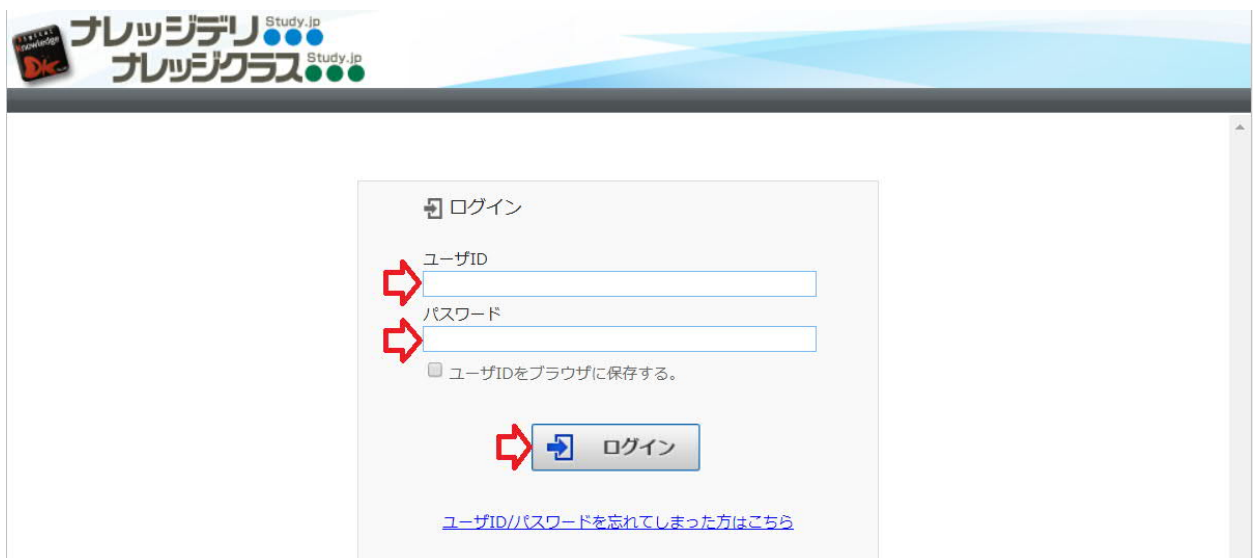 ナレッジデリ Study.jp
ナレッジクラス Study.jp
ログイン
ユーザID
パスワード
ユーザIDをブラウザに保存する。
ログイン
ユーザID/パスワードを忘れてしまった方はこちら